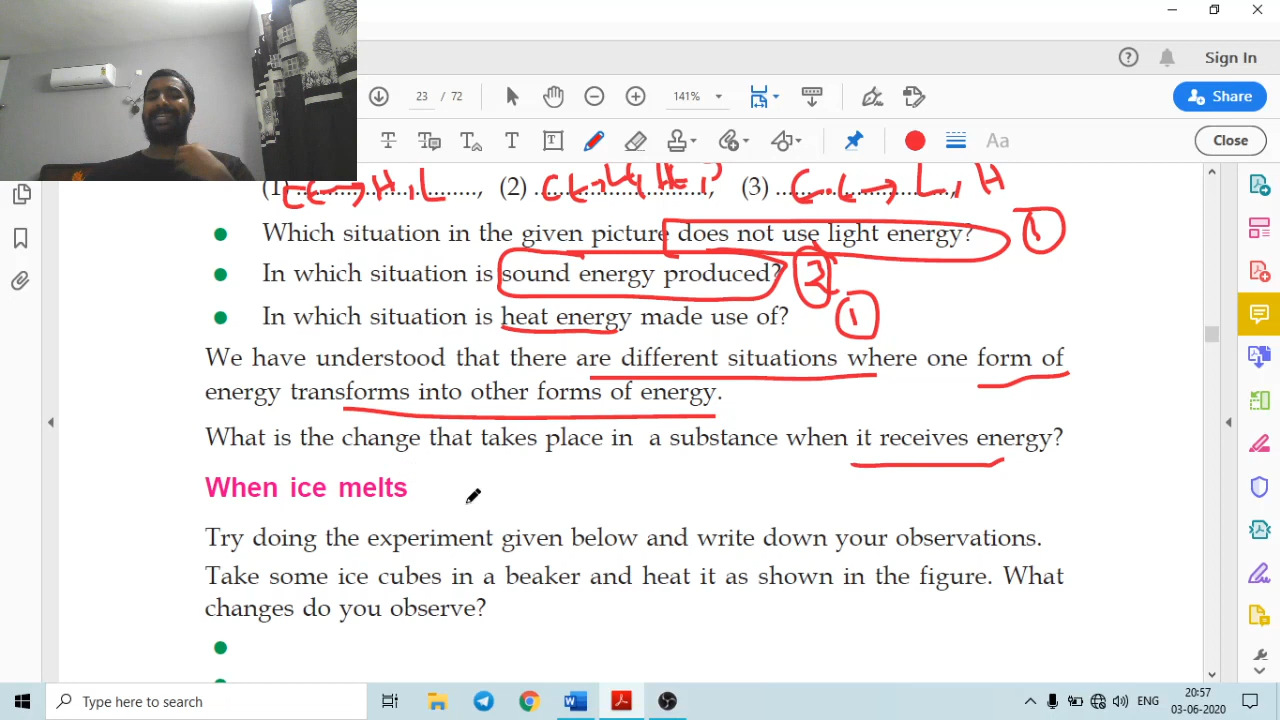 Sign In
23 / 72
141%
Share
Close
(1) ...................., (2) ...................., (3) ....................,
Which situation in the given picture does not use light energy? 1
In which situation is sound energy produced?
In which situation is heat energy made use of? 1
We have understood that there are different situations where one form of
energy transforms into other forms of energy.
What is the change that takes place in a substance when it receives energy?
When ice melts
Try doing the experiment given below and write down your observations.
Take some ice cubes in a beaker and heat it as shown in the figure. What
changes do you observe?
Type here to search
ENG
20:57
03-06-2020